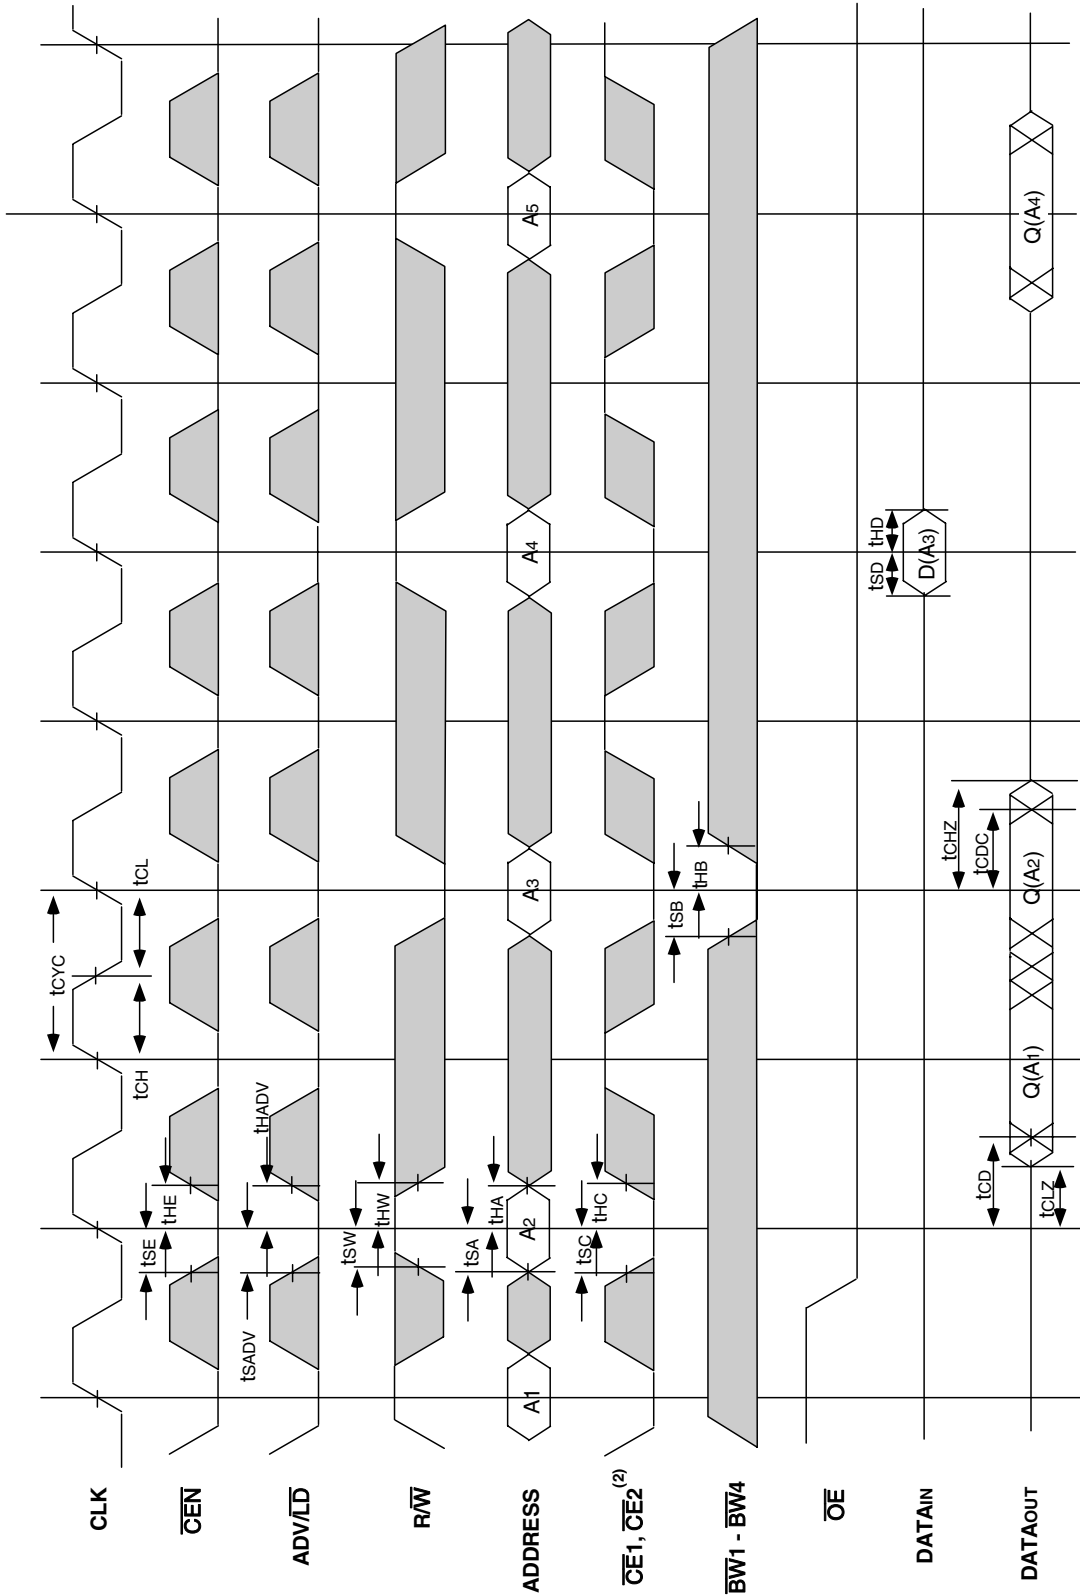 CLK
tCYC
tCH
tCL
CEN
tSE
tHE
ADV/LD
tSADV
tHADV
R/W
tSW
tHW
ADDRESS
A1
A2
A3
A4
A5
tSA
tHA
CE1, CE2(2)
tSC
tHC
BW1 - BW4
tSB
tHB
OE
DATAIN
D(A3)
tSD
tHD
DATAOUT
tCD
tCLZ
Q(A1)
Q(A2)
tCHZ
tCDC
Q(A4)